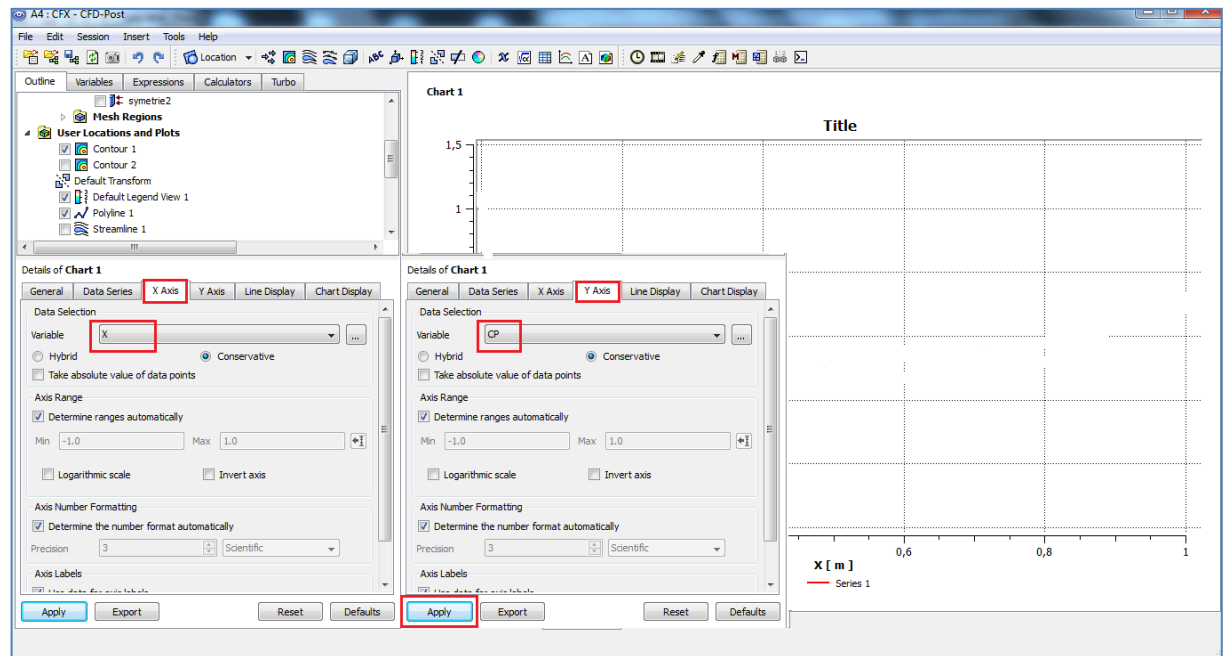 A4 : CFX - CFD-Post
File Edit Session Insert Tools Help
Location
Outline Variables Expressions Calculators Turbo
symetrie2
Mesh Regions
User Locations and Plots
Contour 1
Contour 2
Default Transform
Default Legend View 1
Polyline 1
Streamline 1
Details of Chart 1
General Data Series X Axis Y Axis Line Display Chart Display
Data Selection
Variable X ...
Hybrid Conservative
Take absolute value of data points
Axis Range
Determine ranges automatically
Min -1.0 Max 1.0
Logarithmic scale Invert axis
Axis Number Formatting
Determine the number format automatically
Precision 3 Scientific
Axis Labels
Apply Export Reset Defaults
Details of Chart 1
General Data Series X Axis Y Axis Line Display Chart Display
Data Selection
Variable CP ...
Hybrid Conservative
Take absolute value of data points
Axis Range
Determine ranges automatically
Min -1.0 Max 1.0
Logarithmic scale Invert axis
Axis Number Formatting
Determine the number format automatically
Precision 3 Scientific
Axis Labels
Apply Export Reset Defaults
Chart 1
Title
1,5
1
0,6 0,8 1
X [ m ]
Series 1